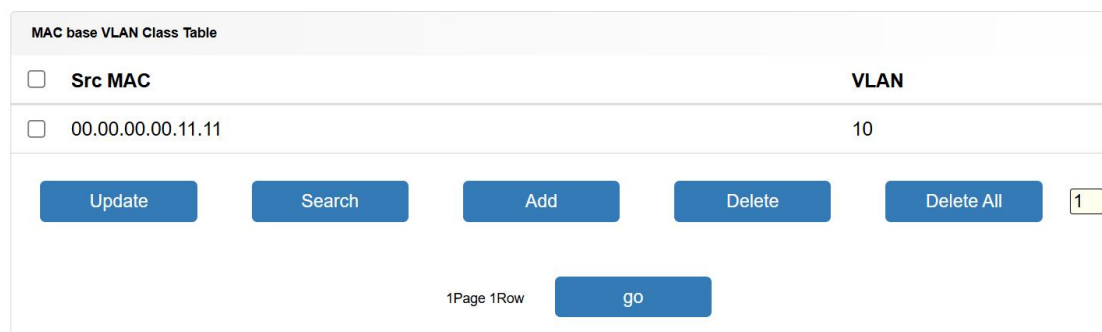 MAC base VLAN Class Table
Src MAC VLAN
00.00.00.00.11.11 10
Update Search Add Delete Delete All 1
1Page 1Row go